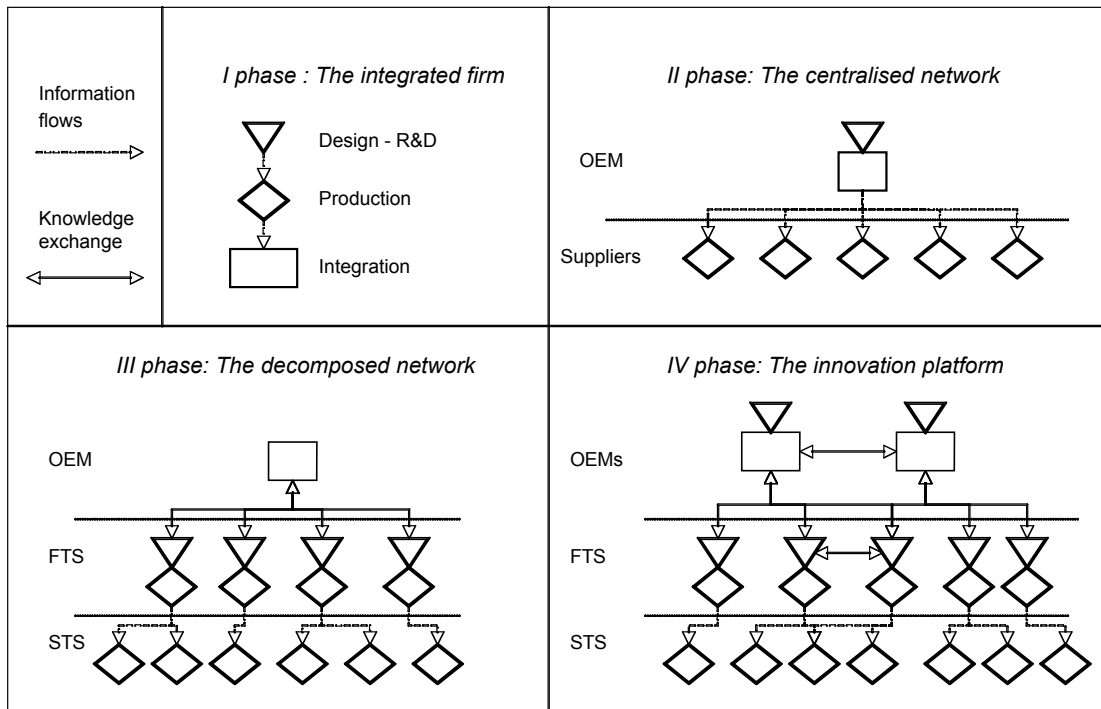 Information
flows
Knowledge
exchange
I phase : The integrated firm
Design - R&D
Production
Integration
II phase: The centralised network
OEM
Suppliers
III phase: The decomposed network
OEM
FTS
STS
IV phase: The innovation platform
OEMs
FTS
STS